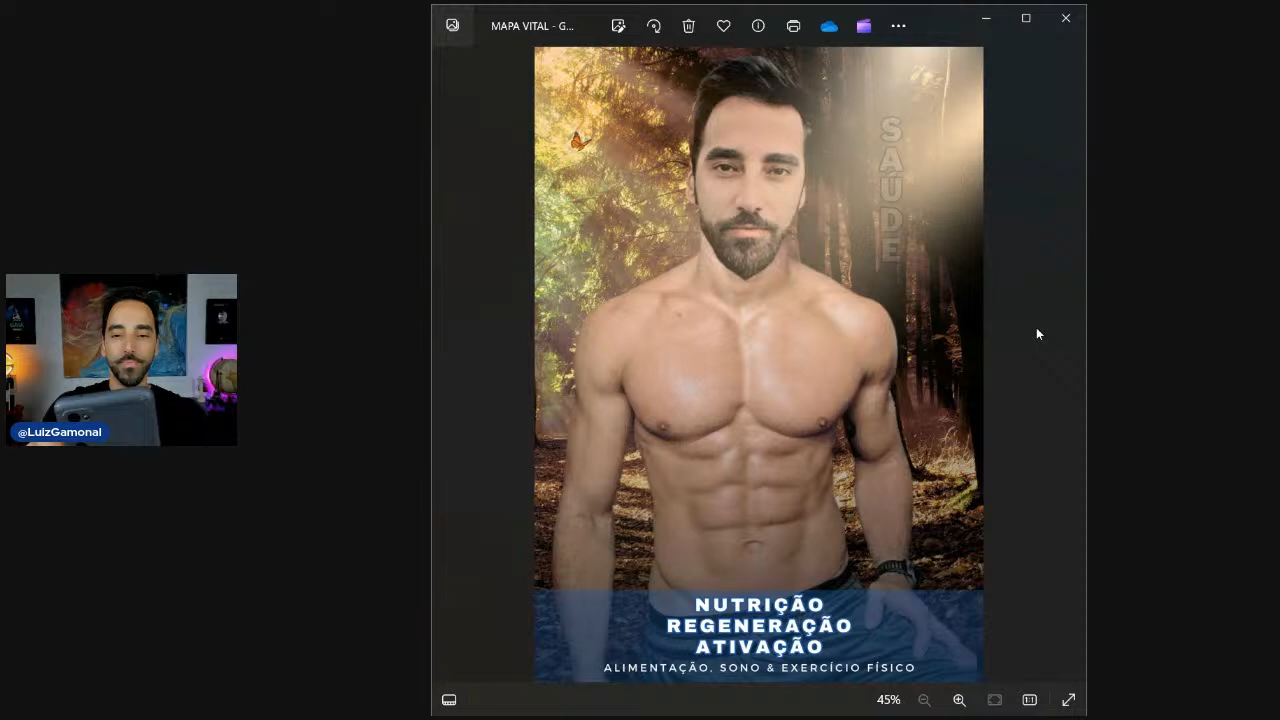 MAPA VITAL - G...
SAÚDE
@LuizGamonal
NUTRIÇÃO
REGENERAÇÃO
ATIVAÇÃO
ALIMENTAÇÃO. SONO & EXERCÍCIO FÍSICO
45%